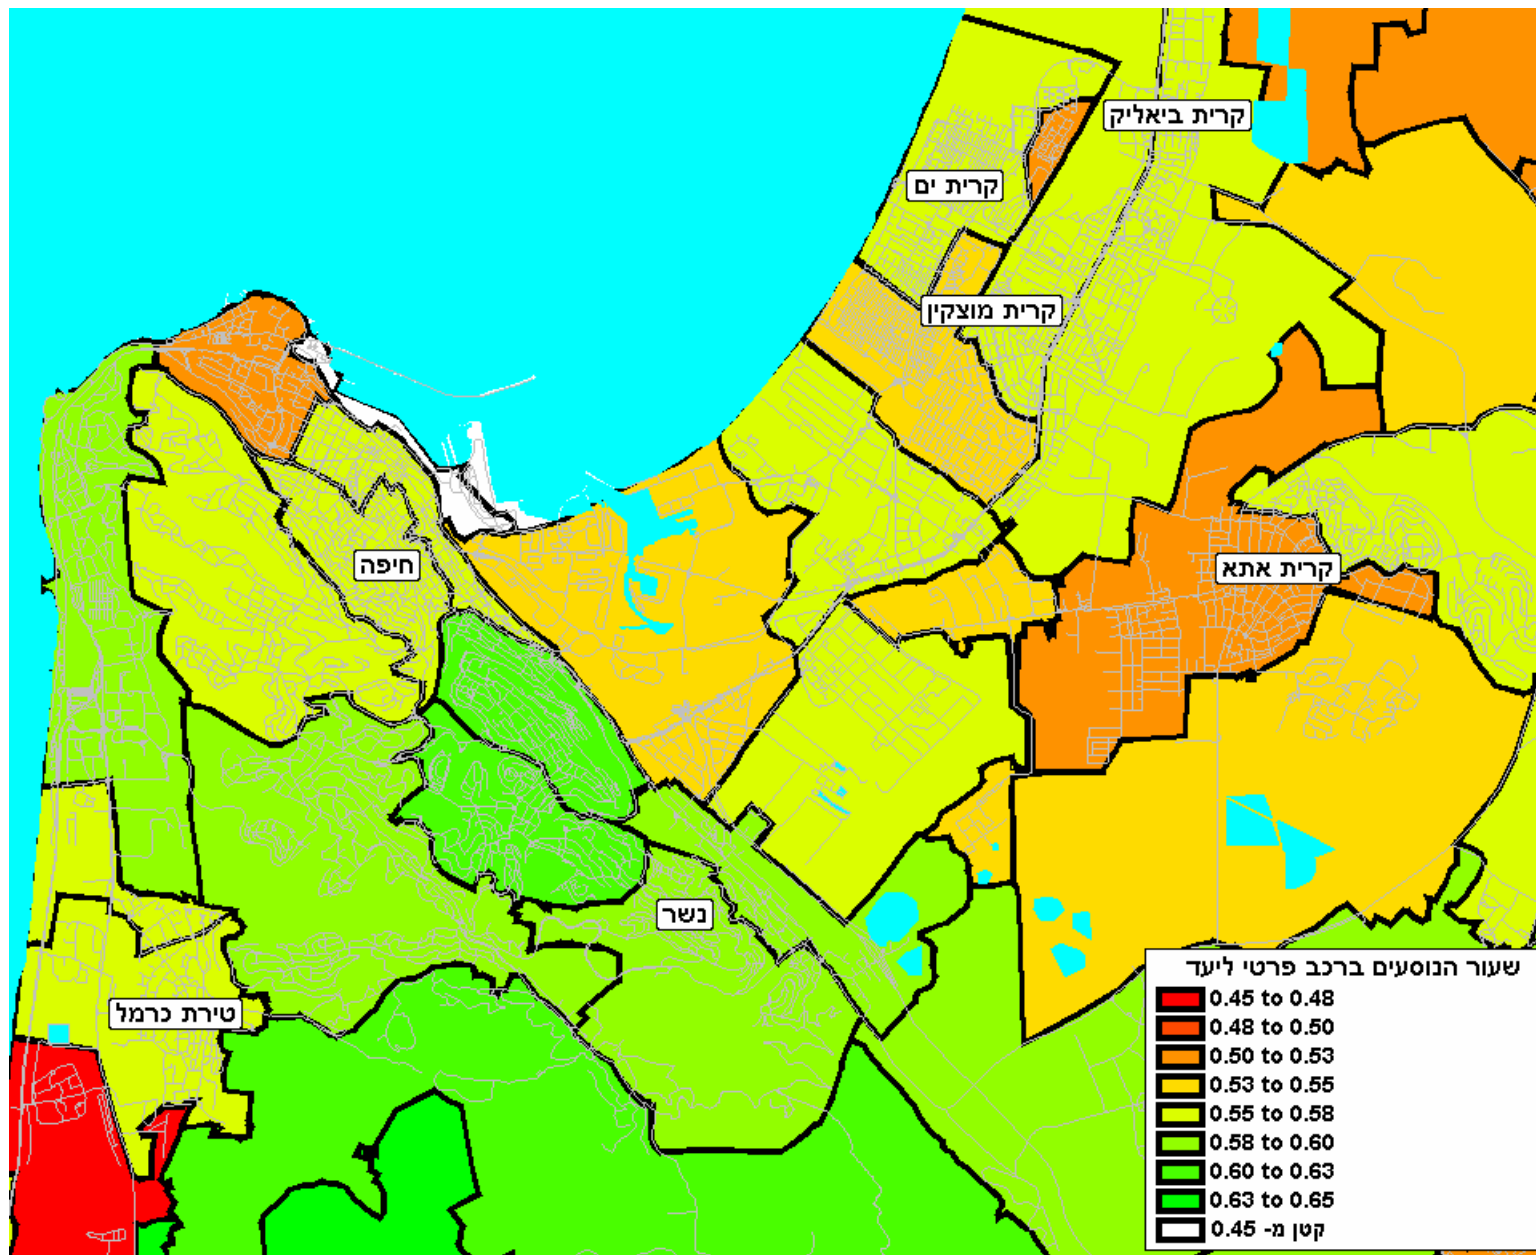 קרית ביאליק
קרית ים
קרית מוצקין
חיפה
קרית אתא
נשר
טירת כרמל
שעור הנוסעים ברכב פרטי ליעד
0.45 to 0.48
0.48 to 0.50
0.50 to 0.53
0.53 to 0.55
0.55 to 0.58
0.58 to 0.60
0.60 to 0.63
0.63 to 0.65
קטן מ- 0.45